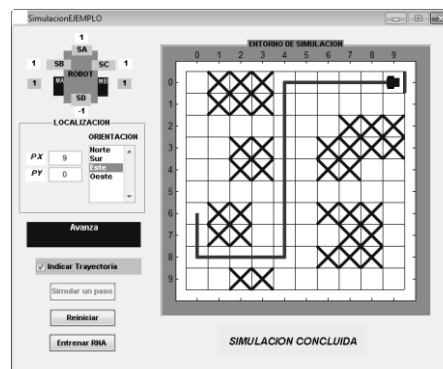 SimulacionEJEMPLO
1
SA
1 SB SC 1
ROBOT
1 MA MB 1
SD
-1
LOCALIZACION
ORIENTACION
Norte
Sur
Este
Oeste
PX 9
PY 0
Avanza
Indicar Trayectoria
Simular un paso
Reiniciar
Entrenar RNA
ENTORNO DE SIMULACION
0 1 2 3 4 5 6 7 8 9
0
1
2
3
4
5
6
7
8
9
SIMULACION CONCLUIDA